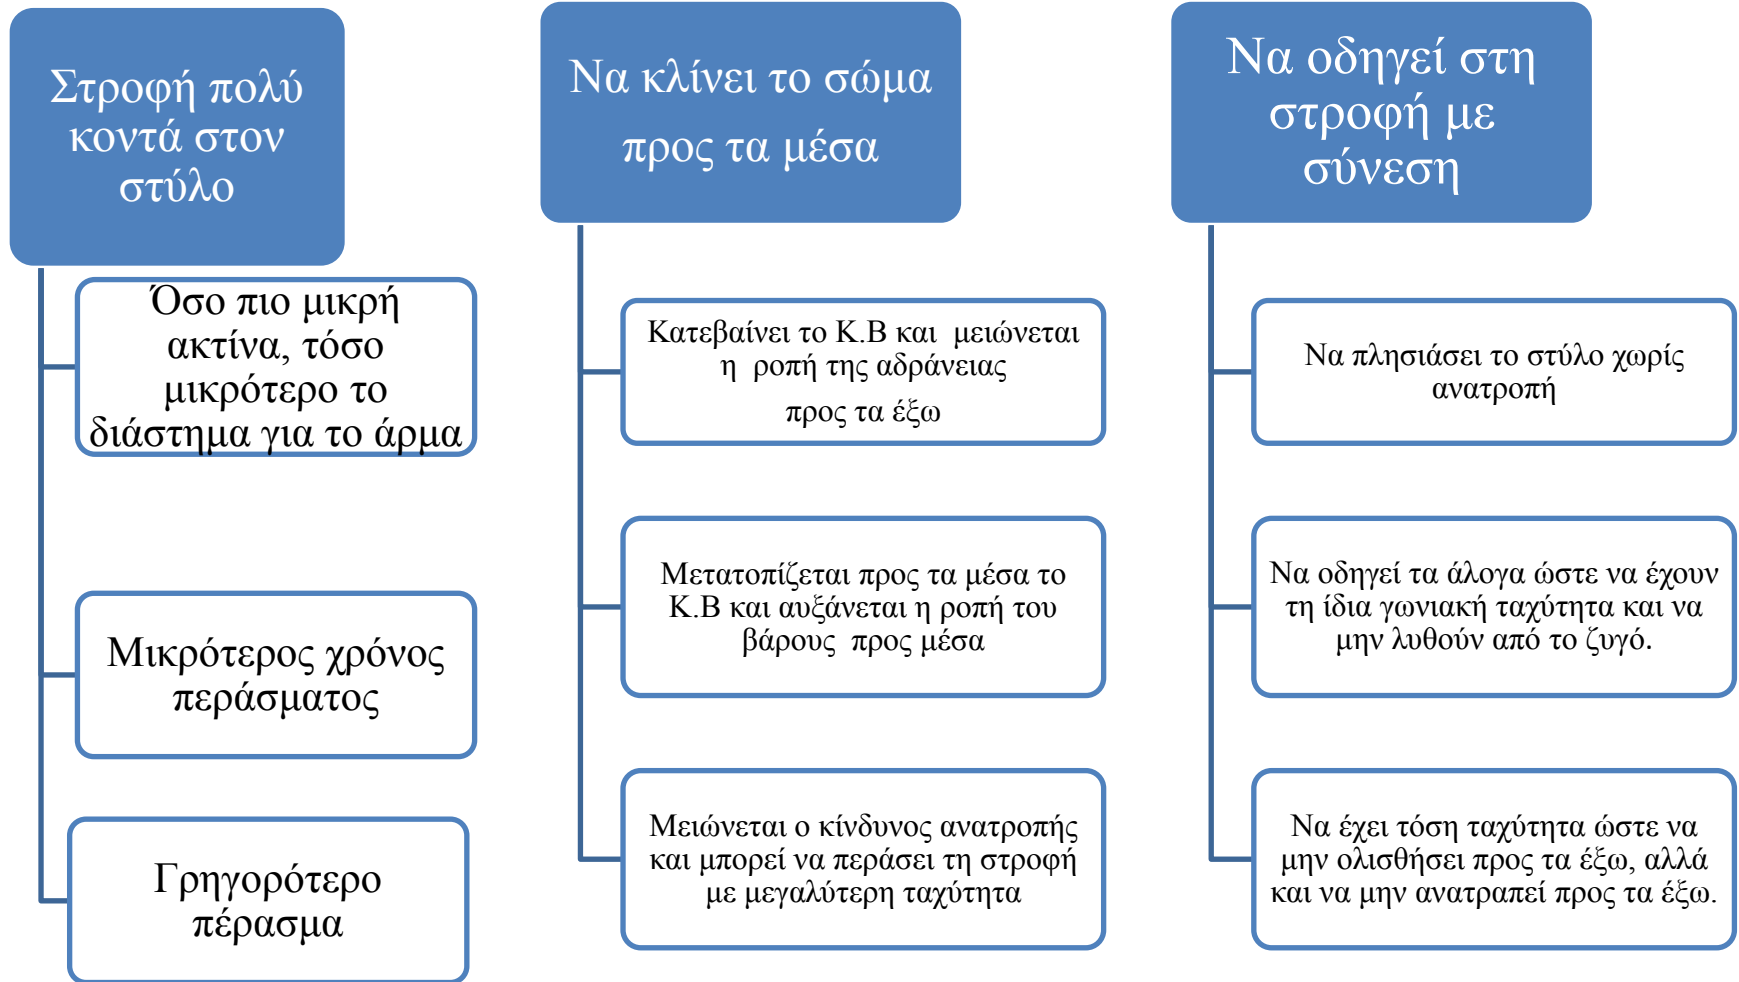 Στροφή πολύ
κοντά στον
στύλο
Όσο πιο μικρή
ακτίνα, τόσο
μικρότερο το
διάστημα για το άρμα
Μικρότερος χρόνος
περάσματος
Γρηγορότερο
πέρασμα
Να κλίνει το σώμα
προς τα μέσα
Κατεβαίνει το Κ.Β και μειώνεται
η ροπή της αδράνειας
προς τα έξω
Μετατοπίζεται προς τα μέσα το
Κ.Β και αυξάνεται η ροπή του
βάρους προς μέσα
Μειώνεται ο κίνδυνος ανατροπής
και μπορεί να περάσει τη στροφή
με μεγαλύτερη ταχύτητα
Να οδηγεί στη
στροφή με
σύνεση
Να πλησιάσει το στύλο χωρίς
ανατροπή
Να οδηγεί τα άλογα ώστε να έχουν
τη ίδια γωνιακή ταχύτητα και να
μην λυθούν από το ζυγό.
Να έχει τόση ταχύτητα ώστε να
μην ολισθήσει προς τα έξω, αλλά
και να μην ανατραπεί προς τα έξω.